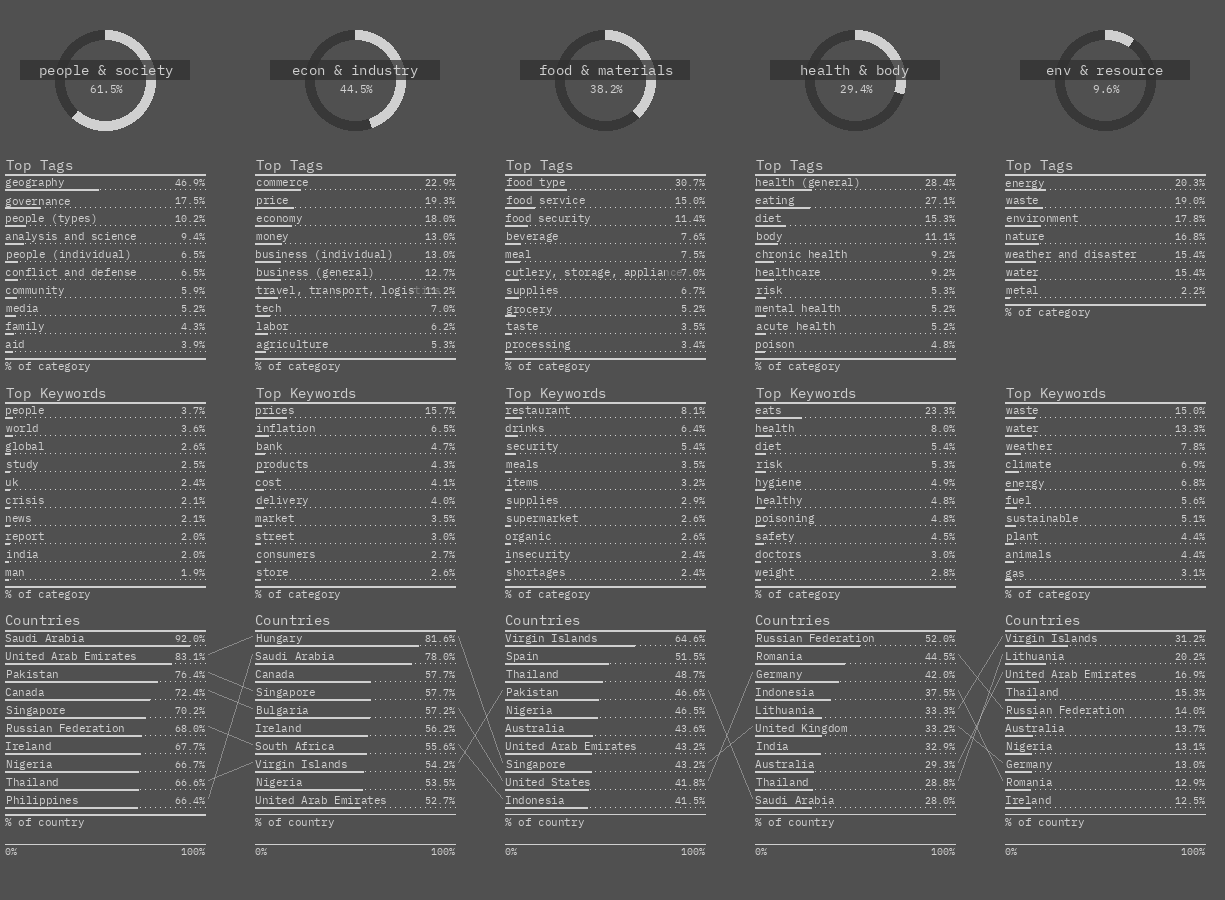 people & society
61.5%
econ & industry
44.5%
food & materials
38.2%
health & body
29.4%
env & resource
9.6%
Top Tags
geography 46.9%
governance 17.5%
people (types) 10.2%
analysis and science 9.4%
people (individual) 6.5%
conflict and defense 6.5%
community 5.9%
media 5.2%
family 4.3%
aid 3.9%
% of category
Top Tags
commerce 22.9%
price 19.3%
economy 18.0%
money 13.0%
business (individual) 13.0%
business (general) 12.7%
travel, transport, logistics 11.2%
tech 7.0%
labor 6.2%
agriculture 5.3%
% of category
Top Tags
food type 30.7%
food service 15.0%
food security 11.4%
beverage 7.6%
meal 7.5%
cutlery, storage, appliance 7.0%
supplies 6.7%
grocery 5.2%
taste 3.5%
processing 3.4%
% of category
Top Tags
health (general) 28.4%
eating 27.1%
diet 15.3%
body 11.1%
chronic health 9.2%
healthcare 9.2%
risk 5.3%
mental health 5.2%
acute health 5.2%
poison 4.8%
% of category
Top Tags
energy 20.3%
waste 19.0%
environment 17.8%
nature 16.8%
weather and disaster 15.4%
water 15.4%
metal 2.2%
% of category
Top Keywords
people 3.7%
world 3.6%
global 2.6%
study 2.5%
uk 2.4%
crisis 2.1%
news 2.1%
report 2.0%
india 2.0%
man 1.9%
% of category
Top Keywords
prices 15.7%
inflation 6.5%
bank 4.7%
products 4.3%
cost 4.1%
delivery 4.0%
market 3.5%
street 3.0%
consumers 2.7%
store 2.6%
% of category
Top Keywords
restaurant 8.1%
drinks 6.4%
security 5.4%
meals 3.5%
items 3.2%
supplies 2.9%
supermarket 2.6%
organic 2.6%
insecurity 2.4%
shortages 2.4%
% of category
Top Keywords
eats 23.3%
health 8.0%
diet 5.4%
risk 5.3%
hygiene 4.9%
healthy 4.8%
poisoning 4.8%
safety 4.5%
doctors 3.0%
weight 2.8%
% of category
Top Keywords
waste 15.0%
water 13.3%
weather 7.8%
climate 6.9%
energy 6.8%
fuel 5.6%
sustainable 5.1%
plant 4.4%
animals 4.4%
gas 3.1%
% of category
Countries
Saudi Arabia 92.0%
United Arab Emirates 83.1%
Pakistan 76.4%
Canada 72.4%
Singapore 70.2%
Russian Federation 68.0%
Ireland 67.7%
Nigeria 66.7%
Thailand 66.6%
Philippines 66.4%
% of country
0% 100%
Countries
Hungary 81.6%
Saudi Arabia 78.0%
Canada 57.7%
Singapore 57.7%
Bulgaria 57.2%
Ireland 56.2%
South Africa 55.6%
Virgin Islands 54.2%
Nigeria 53.5%
United Arab Emirates 52.7%
% of country
0% 100%
Countries
Virgin Islands 64.6%
Spain 51.5%
Thailand 48.7%
Pakistan 46.6%
Nigeria 46.5%
Australia 43.6%
United Arab Emirates 43.2%
Singapore 43.2%
United States 41.8%
Indonesia 41.5%
% of country
0% 100%
Countries
Russian Federation 52.0%
Romania 44.5%
Germany 42.0%
Indonesia 37.5%
Lithuania 33.3%
United Kingdom 33.2%
India 32.9%
Australia 29.3%
Thailand 28.8%
Saudi Arabia 28.0%
% of country
0% 100%
Countries
Virgin Islands 31.2%
Lithuania 20.2%
United Arab Emirates 16.9%
Thailand 15.3%
Russian Federation 14.0%
Australia 13.7%
Nigeria 13.1%
Germany 13.0%
Romania 12.9%
Ireland 12.5%
% of country
0% 100%